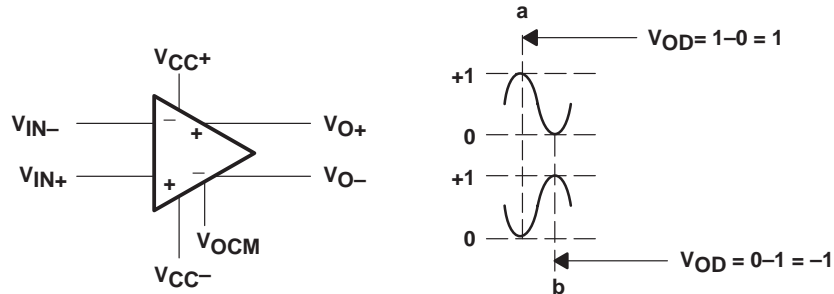 VCC+
VIN–
VIN+
–
+
+
–
VO+
VO–
VOCM
VCC–
a
VOD= 1–0 = 1
+1
0
+1
0
VOD = 0–1 = –1
b